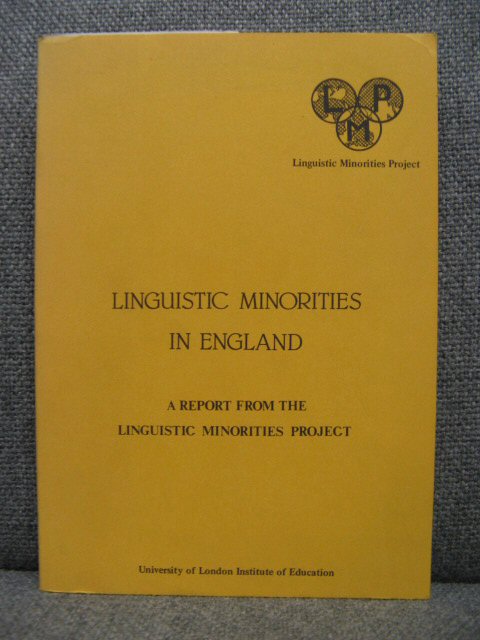 L P
M
Linguistic Minorities Project
LINGUISTIC MINORITIES
IN ENGLAND
A REPORT FROM THE
LINGUISTIC MINORITIES PROJECT
University of London Institute of Education